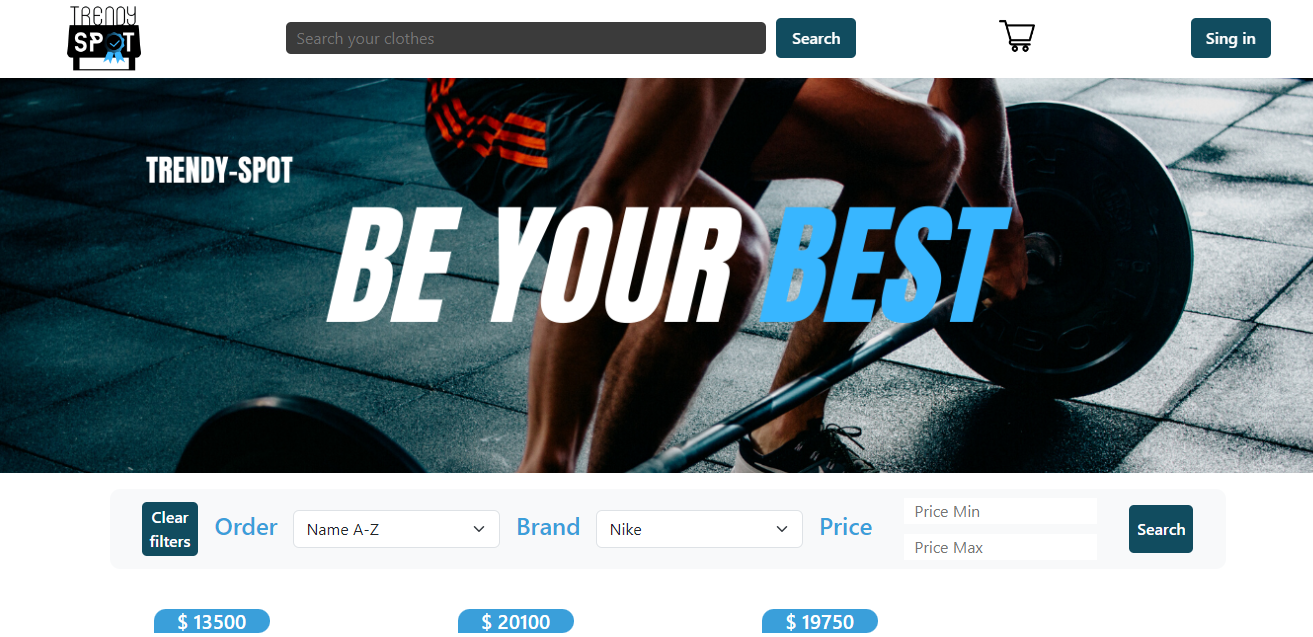 TRENDY
SPOT
Search your clothes
Search
Sing in
TRENDY-SPOT
BE YOUR BEST
Clear
filters
Order
Name A-Z
Brand
Nike
Price
Price Min
Price Max
Search
$ 13500
$ 20100
$ 19750